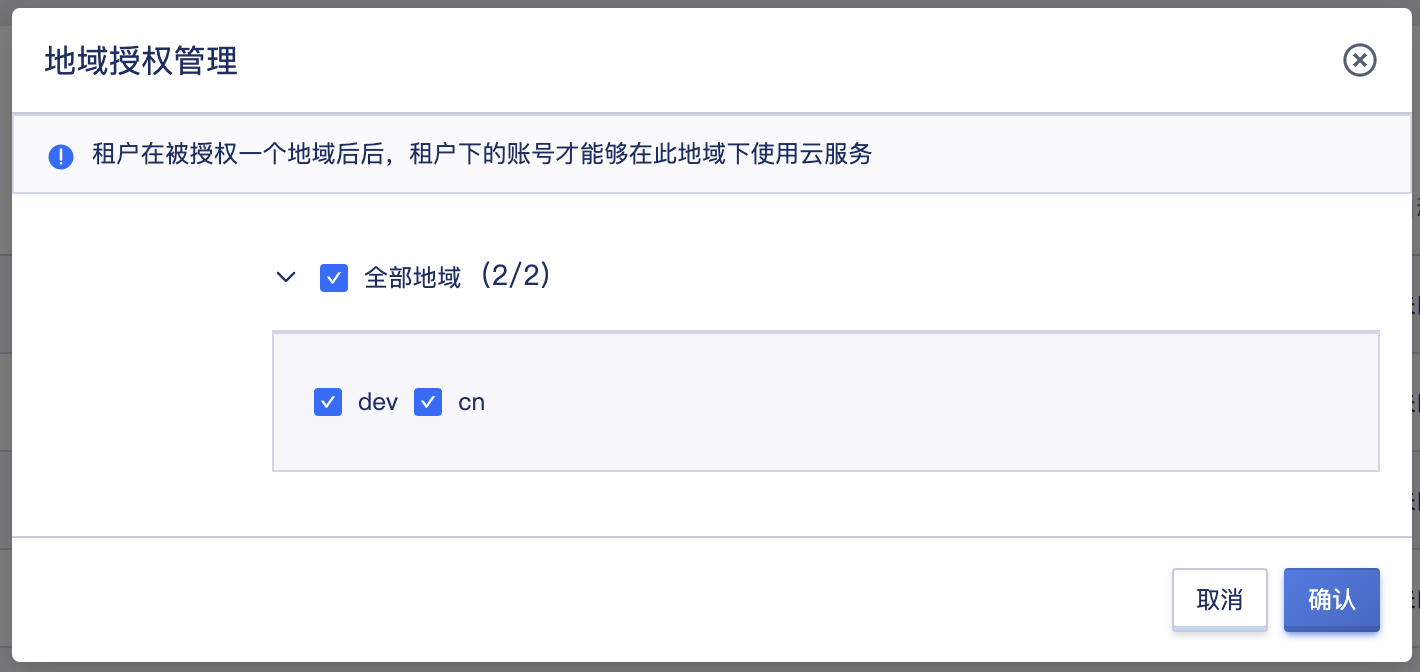 地域授权管理
租户在被授权一个地域后后，租户下的账号才能够在此地域下使用云服务
全部地域 (2/2)
dev cn
取消 确认